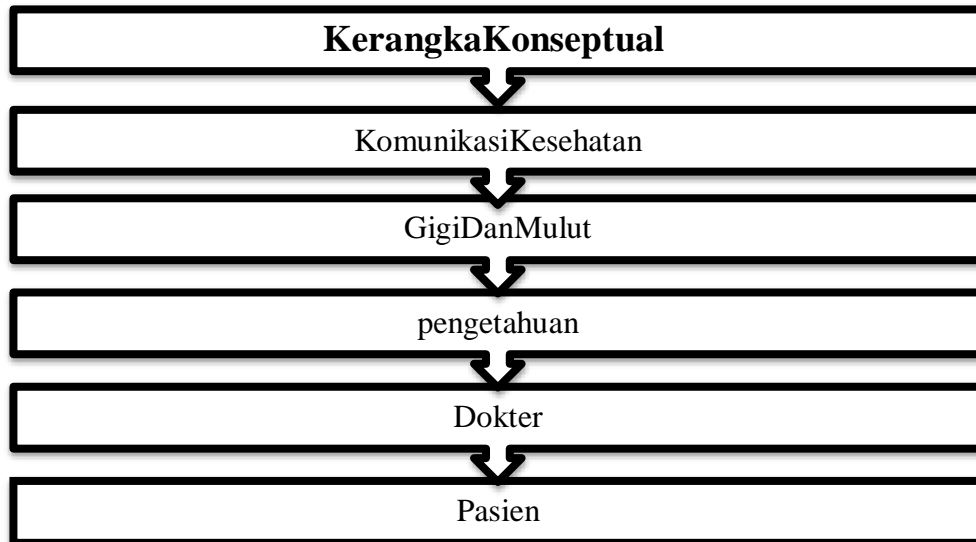 KerangkaKonseptual
KomunikasiKesehatan
GigiDanMulut
pengetahuan
Dokter
Pasien